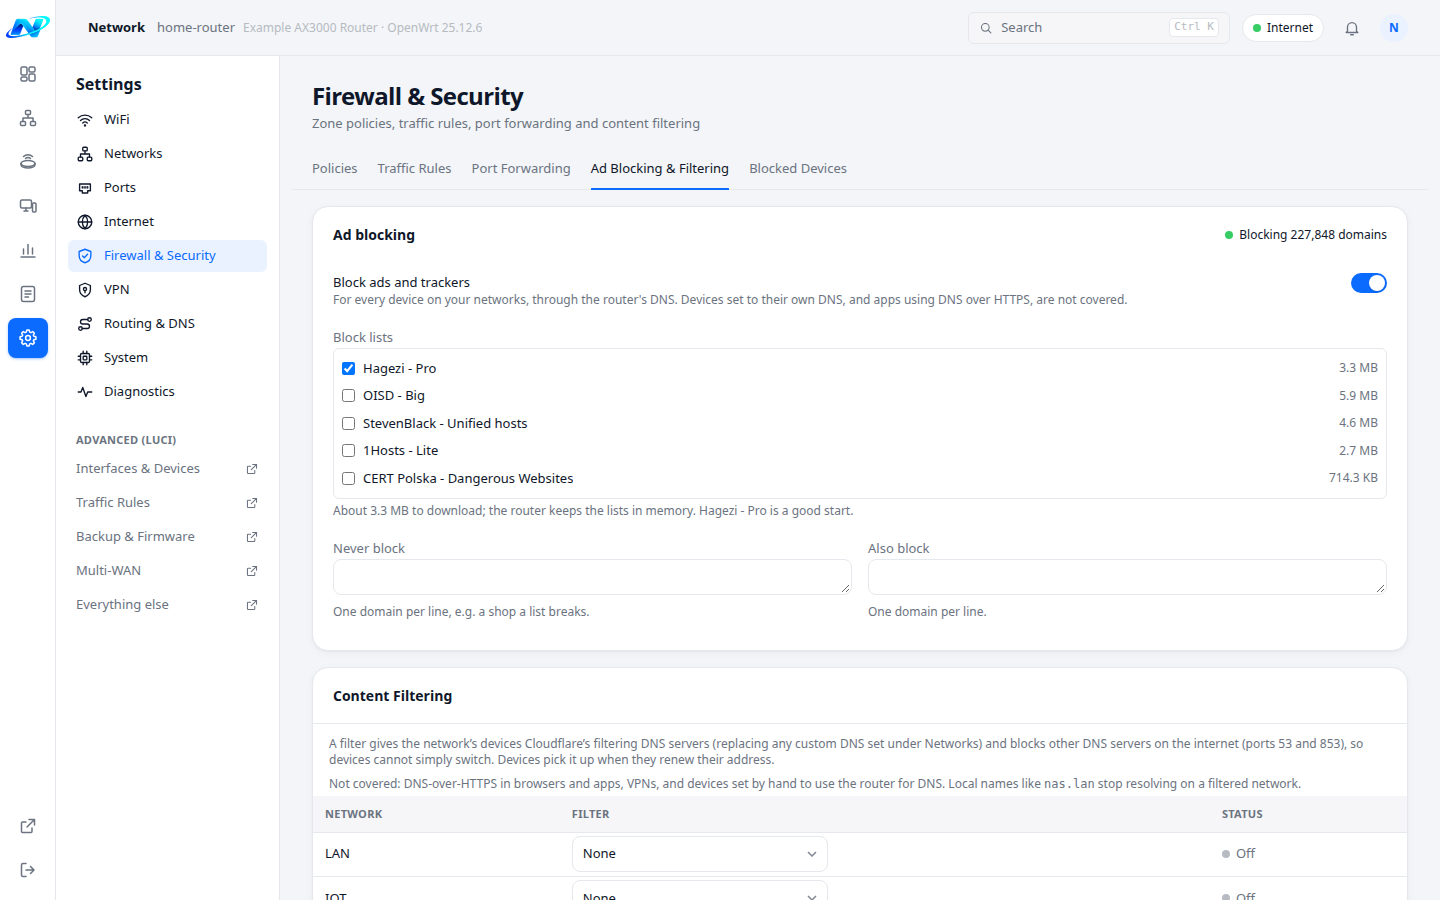 Network home-router Example AX3000 Router · OpenWrt 25.12.6
Search Ctrl K
Internet
N
Settings
WiFi
Networks
Ports
Internet
Firewall & Security
VPN
Routing & DNS
System
Diagnostics
ADVANCED (LUCI)
Interfaces & Devices
Traffic Rules
Backup & Firmware
Multi-WAN
Everything else
Firewall & Security
Zone policies, traffic rules, port forwarding and content filtering
Policies Traffic Rules Port Forwarding Ad Blocking & Filtering Blocked Devices
Ad blocking
Blocking 227,848 domains
Block ads and trackers
For every device on your networks, through the router's DNS. Devices set to their own DNS, and apps using DNS over HTTPS, are not covered.
Block lists
Hagezi - Pro 3.3 MB
OISD - Big 5.9 MB
StevenBlack - Unified hosts 4.6 MB
1Hosts - Lite 2.7 MB
CERT Polska - Dangerous Websites 714.3 KB
About 3.3 MB to download; the router keeps the lists in memory. Hagezi - Pro is a good start.
Never block
One domain per line, e.g. a shop a list breaks.
Also block
One domain per line.
Content Filtering
A filter gives the network’s devices Cloudflare’s filtering DNS servers (replacing any custom DNS set under Networks) and blocks other DNS servers on the internet (ports 53 and 853), so
devices cannot simply switch. Devices pick it up when they renew their address.
Not covered: DNS-over-HTTPS in browsers and apps, VPNs, and devices set by hand to use the router for DNS. Local names like nas.lan stop resolving on a filtered network.
NETWORK FILTER STATUS
LAN None Off
IOT None Off